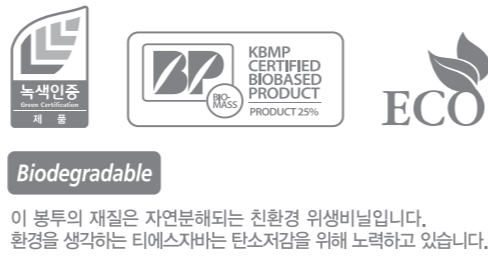 녹색인증
Green Certification
제 품
BP
BIO-
MASS
KBMP
CERTIFIED
BIOBASED
PRODUCT
PRODUCT 25%
ECO
Biodegradable
이 봉투의 재질은 자연분해되는 친환경 위생비닐입니다.
환경을 생각하는 티에스자바는 탄소저감을 위해 노력하고 있습니다.